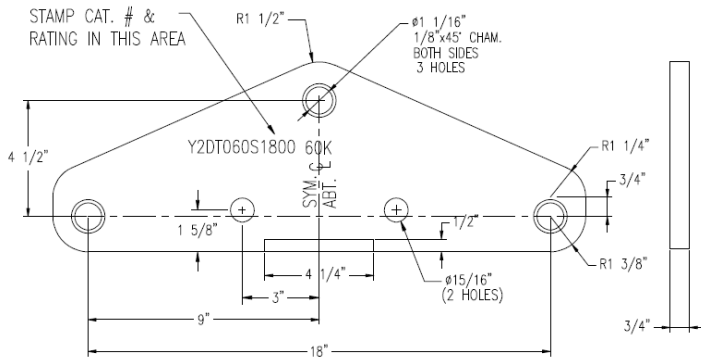 STAMP CAT. # &
RATING IN THIS AREA
R1 1/2"
ø1 1/16"
1/8"x45° CHAM.
BOTH SIDES
3 HOLES
Y2DT060S1800 60K
4 1/2"
SYM. ℄
ABT.
R1 1/4"
3/4"
1 5/8"
1/2"
4 1/4"
ø15/16"
(2 HOLES)
R1 3/8"
3"
9"
18"
3/4"